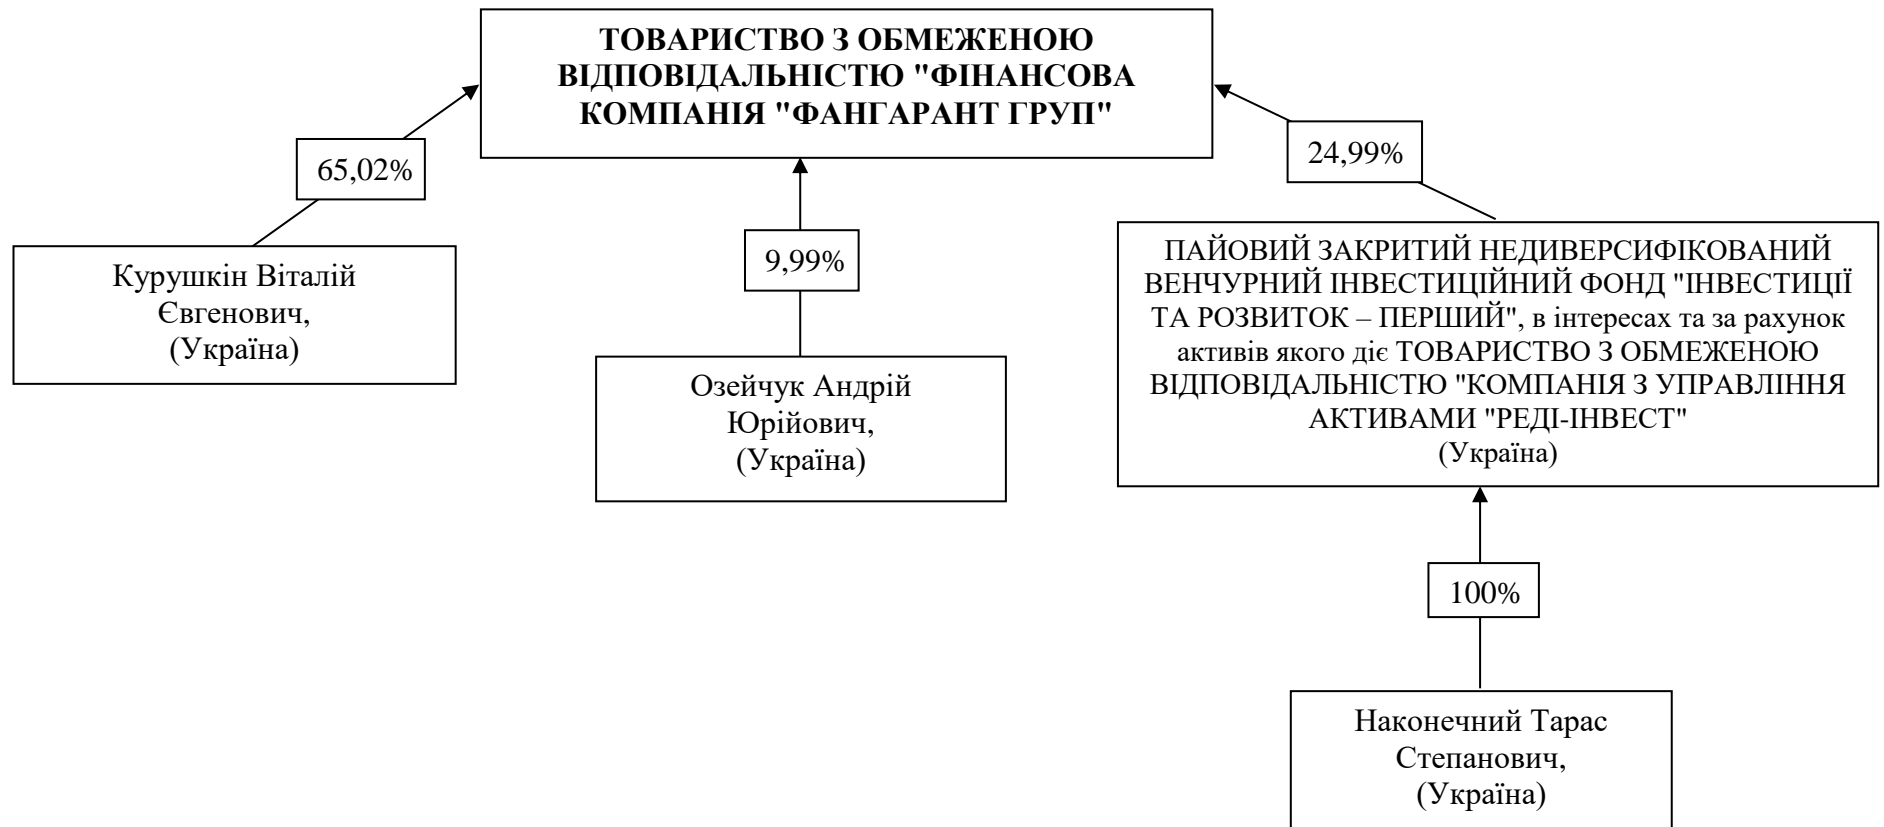 ТОВАРИСТВО З ОБМЕЖЕНОЮ
ВІДПОВІДАЛЬНІСТЮ "ФІНАНСОВА
КОМПАНІЯ "ФАНГАРАНТ ГРУП"
65,02%
24,99%
9,99%
Курушкін Віталій
Євгенович,
(Україна)
Озейчук Андрій
Юрійович,
(Україна)
ПАЙОВИЙ ЗАКРИТИЙ НЕДИВЕРСИФІКОВАНИЙ
ВЕНЧУРНИЙ ІНВЕСТИЦІЙНИЙ ФОНД "ІНВЕСТИЦІЇ
ТА РОЗВИТОК – ПЕРШИЙ", в інтересах та за рахунок
активів якого діє ТОВАРИСТВО З ОБМЕЖЕНОЮ
ВІДПОВІДАЛЬНІСТЮ "КОМПАНІЯ З УПРАВЛІННЯ
АКТИВАМИ "РЕДІ-ІНВЕСТ"
(Україна)
100%
Наконечний Тарас
Степанович,
(Україна)